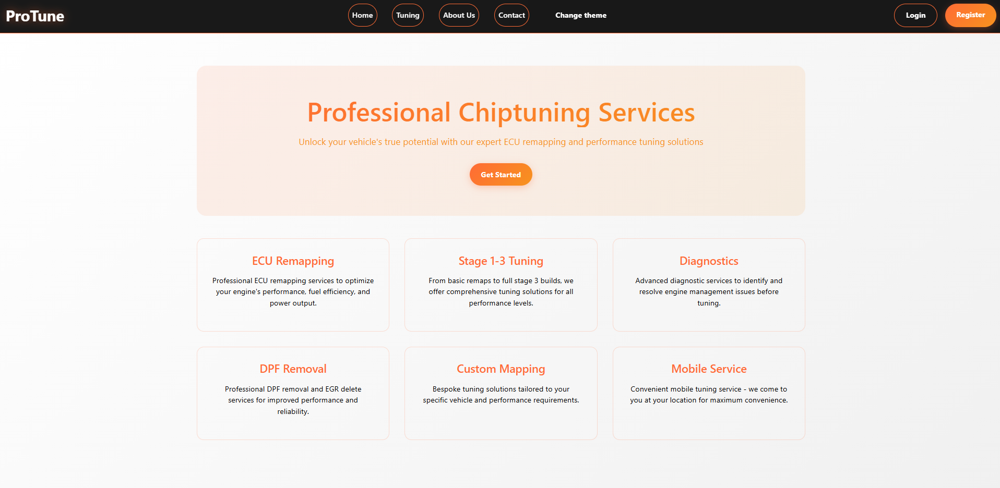 ProTune
Home
Tuning
About Us
Contact
Change theme
Login
Register
Professional Chiptuning Services
Unlock your vehicle's true potential with our expert ECU remapping and performance tuning solutions
Get Started
ECU Remapping
Professional ECU remapping services to optimize
your engine's performance, fuel efficiency, and
power output.
Stage 1-3 Tuning
From basic remaps to full stage 3 builds, we
offer comprehensive tuning solutions for all
performance levels.
Diagnostics
Advanced diagnostic services to identify and
resolve engine management issues before
tuning.
DPF Removal
Professional DPF removal and EGR delete
services for improved performance and
reliability.
Custom Mapping
Bespoke tuning solutions tailored to your
specific vehicle and performance requirements.
Mobile Service
Convenient mobile tuning service - we come to
you at your location for maximum convenience.